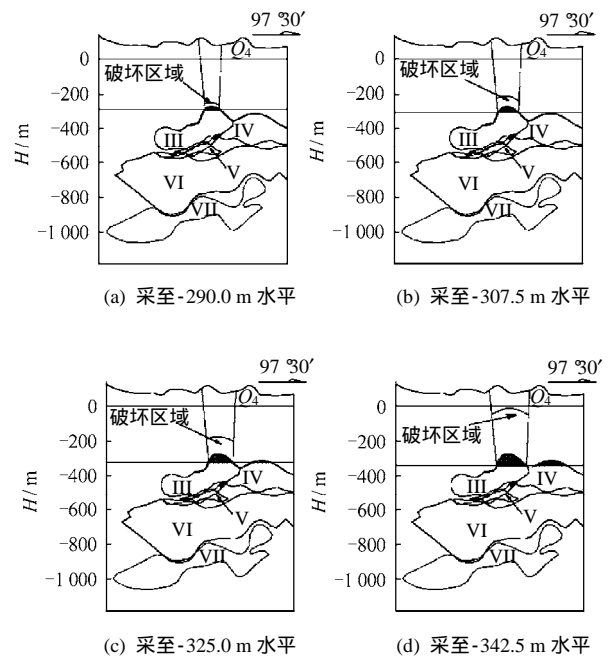 97 °30′
Q4
0
破坏区域
-200
-400
III
IV
-600
V
VI
-800
VII
-1 000
H/m
(a) 采至-290.0 m 水平
97 °30′
Q4
0
破坏区域
-200
-400
III
IV
-600
V
VI
-800
VII
-1 000
H/m
(b) 采至-307.5 m 水平
97 °30′
Q4
0
破坏区域
-200
-400
III
IV
-600
V
VI
-800
VII
-1 000
H/m
(c) 采至-325.0 m 水平
97 °30′
Q4
0
破坏区域
-200
-400
III
IV
-600
V
VI
-800
VII
-1 000
H/m
(d) 采至-342.5 m 水平